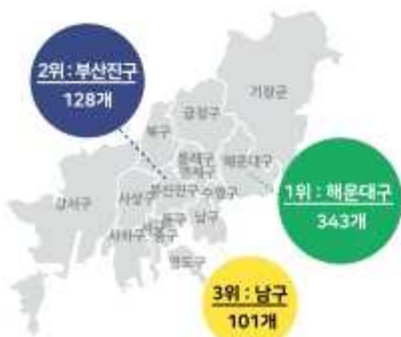 2위 : 부산진구
128개
기장군
금정구
북구
동래구
연제구
해운대구
부산진구
수영구
강서구
사상구
동구
남구
서구
중구
사하구
영도구
1위 : 해운대구
343개
3위 : 남구
101개